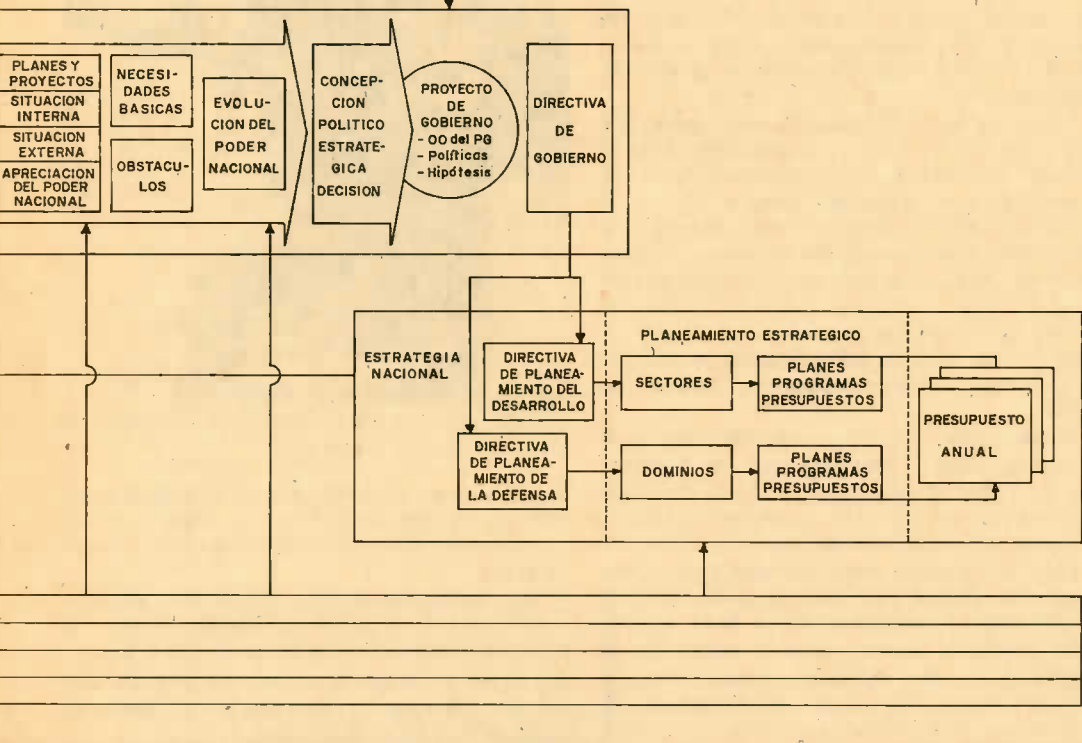 PLANES Y
PROYECTOS
SITUACION
INTERNA
SITUACION
EXTERNA
APRECIACION
DEL PODER
NACIONAL
NECESI-
DADES
BASICAS
OBSTACU-
LOS
EVOLU-
CION DEL
PODER
NACIONAL
CONCEP-
CION
POLITICO
ESTRATE-
GICA
DECISION
PROYECTO
DE
GOBIERNO
- OO del PG
- Políticas
- Hipótesis
DIRECTIVA
DE
GOBIERNO
ESTRATEGIA
NACIONAL
DIRECTIVA
DE PLANEA-
MIENTO DEL
DESARROLLO
DIRECTIVA
DE PLANEA-
MIENTO DE
LA DEFENSA
PLANEAMIENTO ESTRATEGICO
SECTORES
PLANES
PROGRAMAS
PRESUPUESTOS
DOMINIOS
PLANES
PROGRAMAS
PRESUPUESTOS
PRESUPUESTO
ANUAL